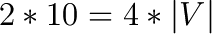 2 * 10 = 4 * |V|